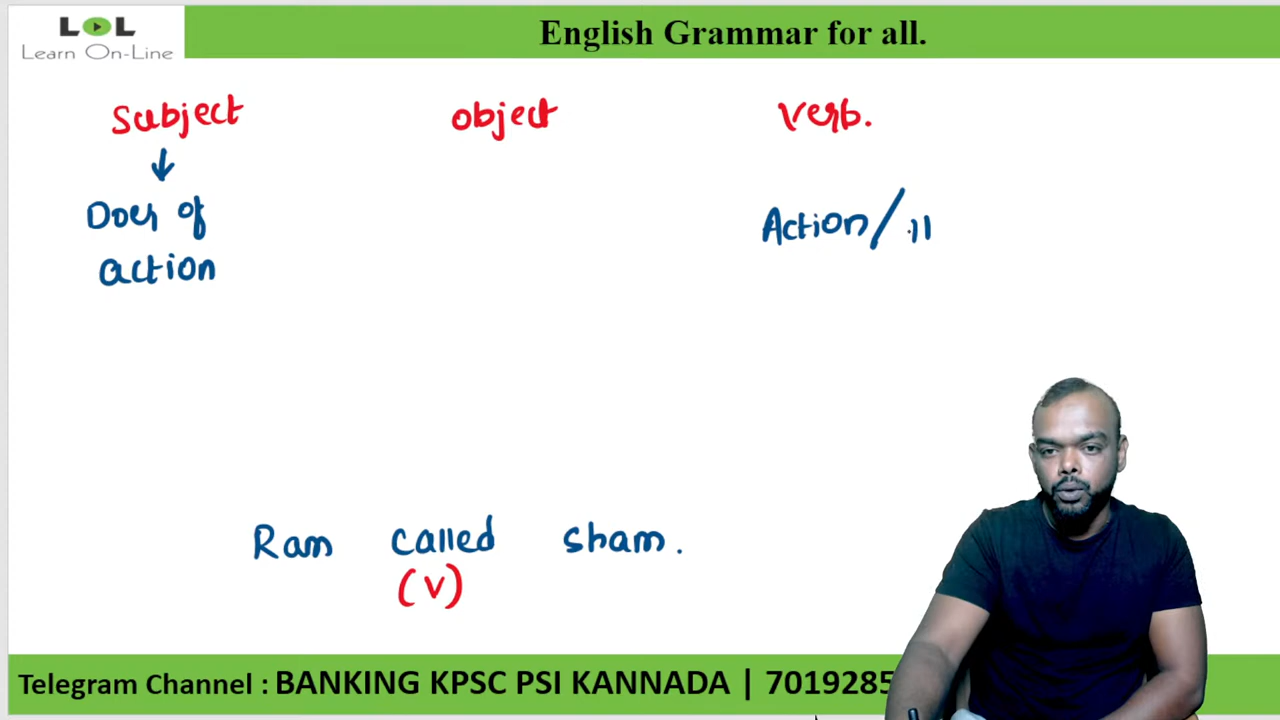 LOL
Learn On-Line
English Grammar for all.
Subject object Verb.
Doer of
action
Action/
Ram called sham.
(V)
Telegram Channel : BANKING KPSC PSI KANNADA | 7019285